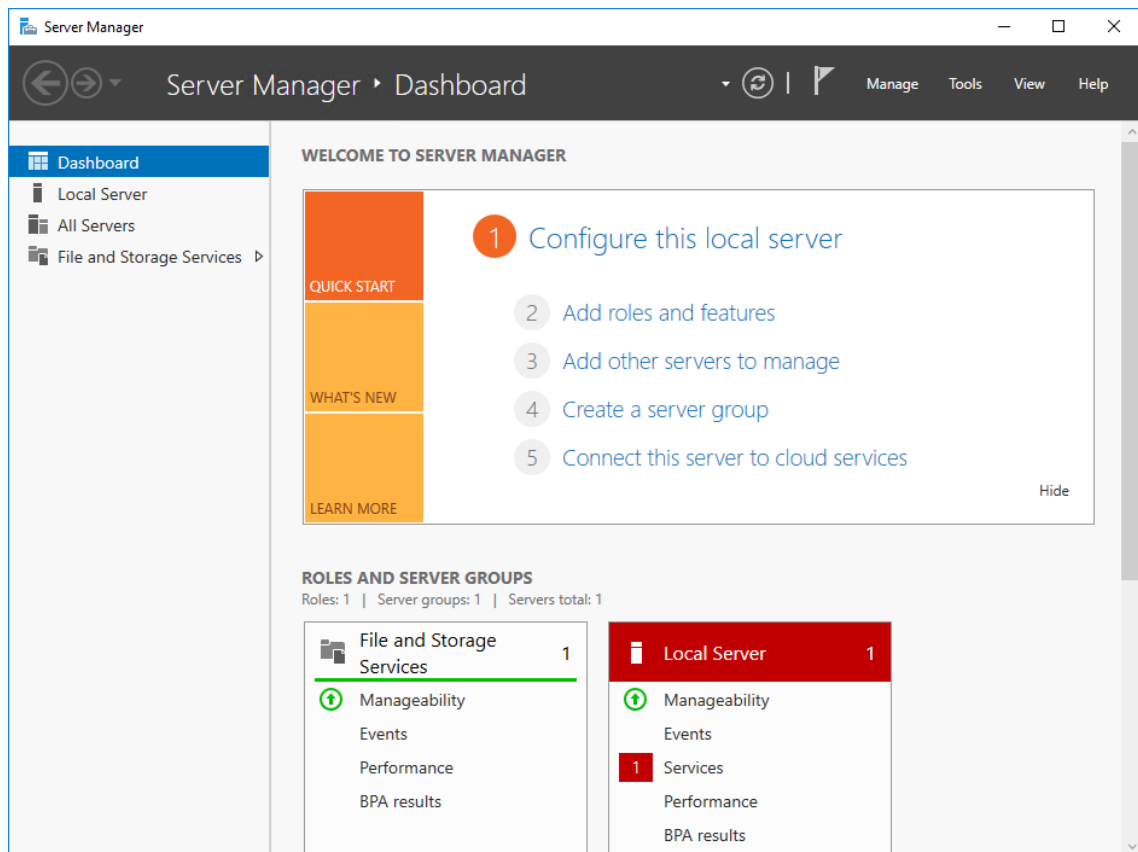 Server Manager
Server Manager ‣ Dashboard
Manage Tools View Help
Dashboard
Local Server
All Servers
File and Storage Services
WELCOME TO SERVER MANAGER
QUICK START
WHAT'S NEW
LEARN MORE
1 Configure this local server
2 Add roles and features
3 Add other servers to manage
4 Create a server group
5 Connect this server to cloud services
Hide
ROLES AND SERVER GROUPS
Roles: 1 | Server groups: 1 | Servers total: 1
File and Storage
Services 1
Manageability
Events
Performance
BPA results
Local Server 1
Manageability
Events
1 Services
Performance
BPA results